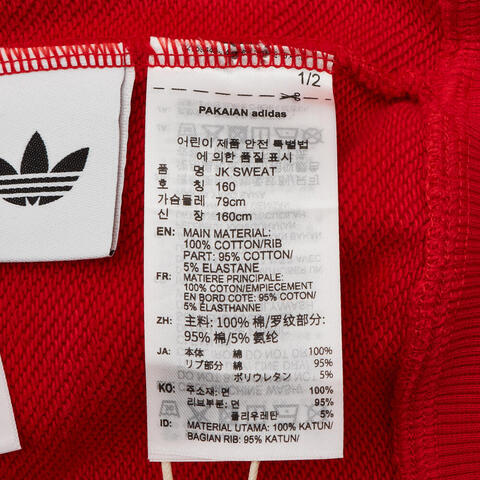 1/2
PAKAIAN adidas
어린이 제품 안전 특별법
에 의한 품질 표시
품 명 JK SWEAT
호 칭 160
가슴둘레 79cm
신 장 160cm
EN: MAIN MATERIAL:
100% COTTON/RIB
PART: 95% COTTON/
5% ELASTANE
FR: MATIERE PRINCIPALE:
100% COTON/EMPIECEMENT
EN BORD COTE: 95% COTON/
5% ÉLASTHANNE
ZH: 主料: 100% 棉/罗纹部分:
95% 棉/5% 氨纶
JA: 本体 綿 100%
リブ部分 綿 95%
ポリウレタン 5%
KO: 주소재: 면 100%
리브부분: 면 95%
폴리우레탄 5%
ID: MATERIAL UTAMA: 100% KATUN/
BAGIAN RIB: 95% KATUN/